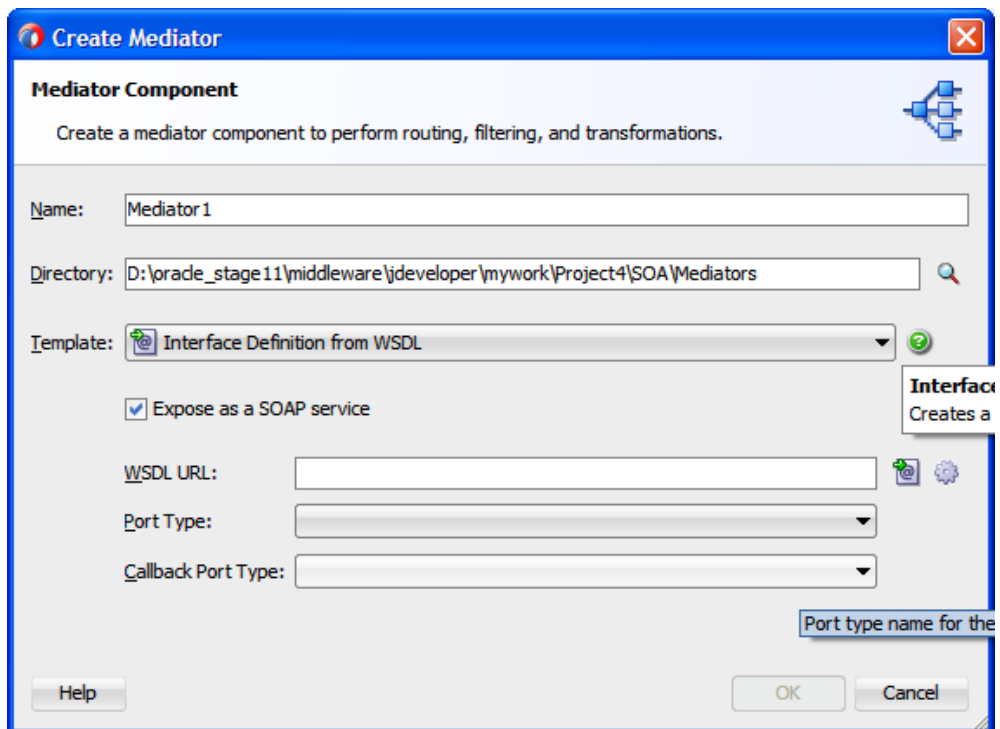 Create Mediator
Mediator Component
Create a mediator component to perform routing, filtering, and transformations.
Name: Mediator1
Directory: D:\oracle_stage11\middleware\jdeveloper\mywork\Project4\SOA\Mediators
Template: Interface Definition from WSDL
Interface
Expose as a SOAP service
Creates a
WSDL URL:
Port Type:
Callback Port Type:
Port type name for the
Help OK Cancel